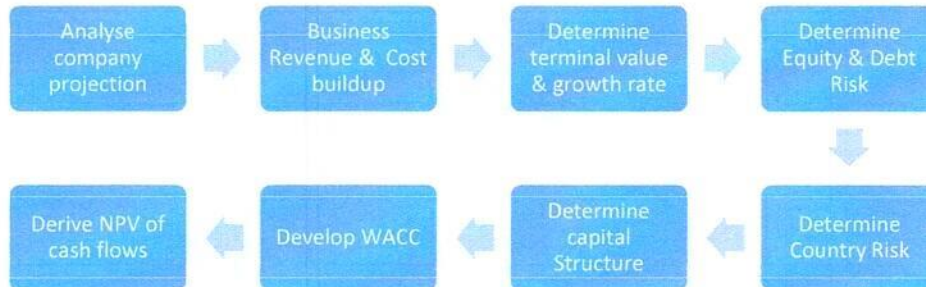 Analyse
company
projection
Business
Revenue & Cost
buildup
Determine
terminal value
& growth rate
Determine
Equity & Debt
Risk
Determine
Country Risk
Determine
capital
Structure
Develop WACC
Derive NPV of
cash flows